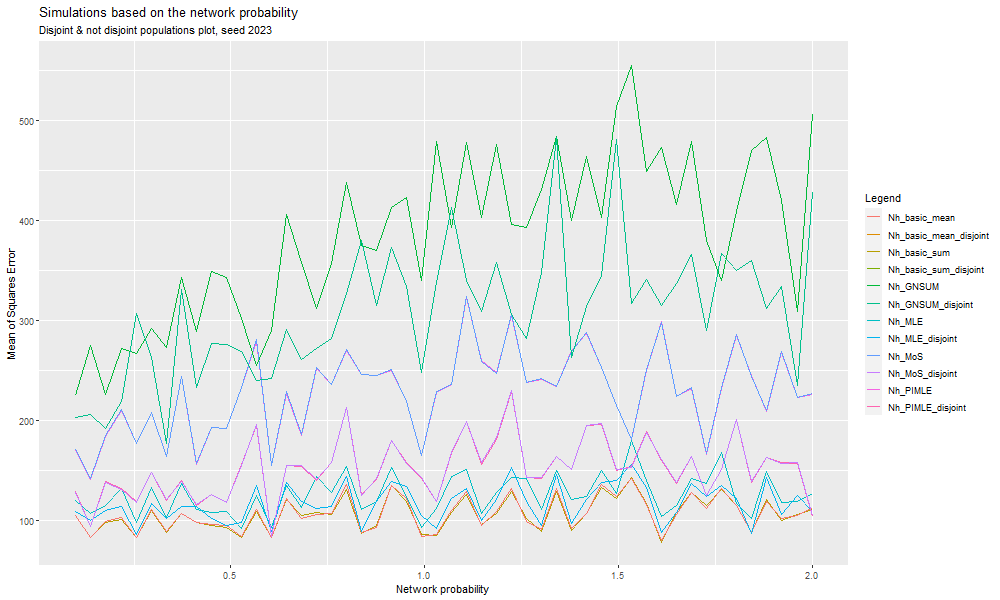 Simulations based on the network probability
Disjoint & not disjoint populations plot, seed 2023
Mean of Squares Error
500
400
300
200
100
0.5
1.0
1.5
2.0
Network probability
Legend
Nh_basic_mean
Nh_basic_mean_disjoint
Nh_basic_sum
Nh_basic_sum_disjoint
Nh_GNSUM
Nh_GNSUM_disjoint
Nh_MLE
Nh_MLE_disjoint
Nh_MoS
Nh_MoS_disjoint
Nh_PIMLE
Nh_PIMLE_disjoint